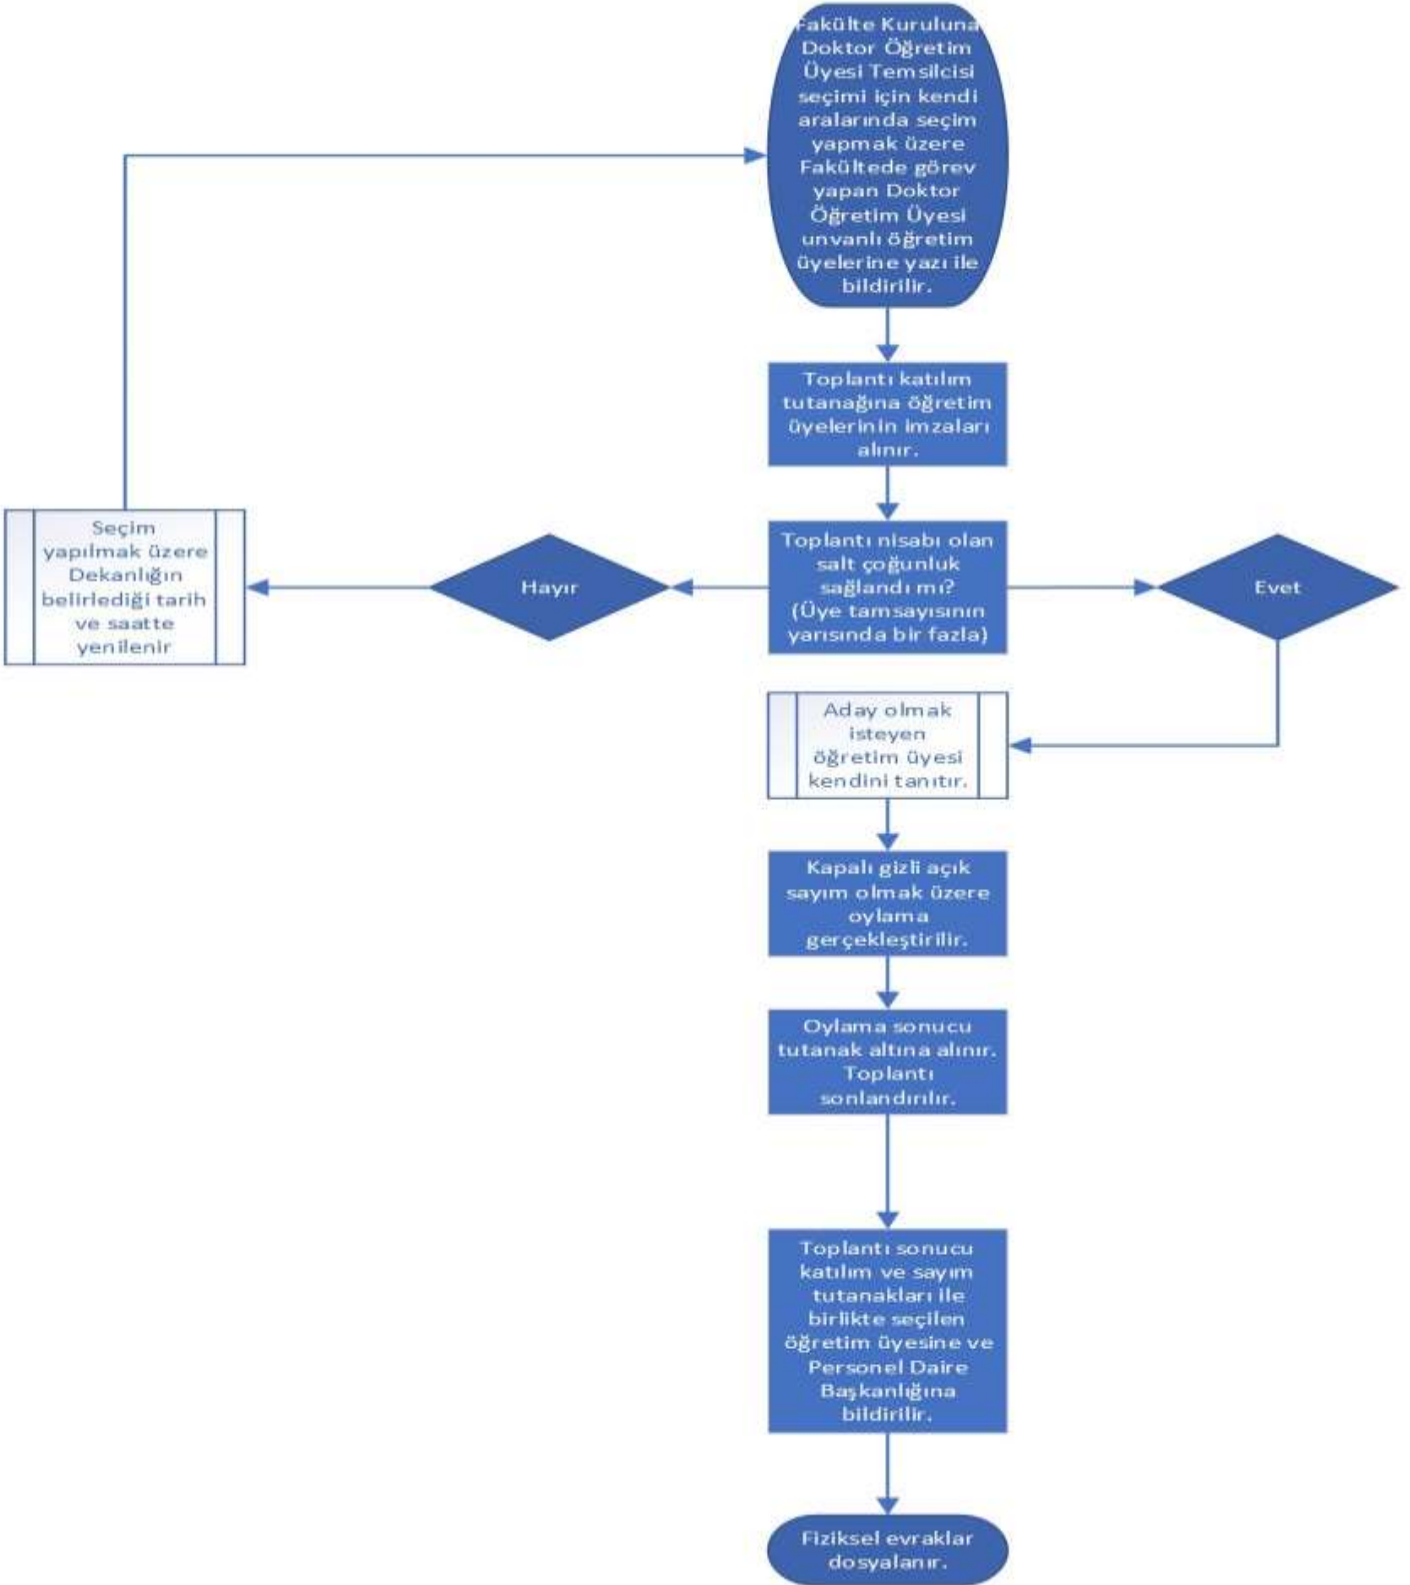 Fakülte Kuruluna
Doktor Öğretim
Üyesi Temsilcisi
seçimi için kendi
aralarında seçim
yapmak üzere
Fakültede görev
yapan Doktor
Öğretim Üyesi
unvanlı öğretim
üyelerine yazı ile
bildirilir.
Toplantı katılım
tutanağına öğretim
üyelerinin imzaları
alınır.
Toplantı nisabı olan
salt çoğunluk
sağlandı mı?
(Üye tamsayısının
yarısında bir fazla)
Hayır
Seçim
yapılmak üzere
Dekanlığın
belirlediği tarih
ve saatte
yenilenir
Evet
Aday olmak
isteyen
öğretim üyesi
kendini tanıtır.
Kapalı gizli açık
sayım olmak üzere
oylama
gerçekleştirilir.
Oylama sonucu
tutanak altına alınır.
Toplantı
sonlandırılır.
Toplantı sonucu
katılım ve sayım
tutanakları ile
birlikte seçilen
öğretim üyesine ve
Personel Daire
Başkanlığına
bildirilir.
Fiziksel evraklar
dosyalanır.